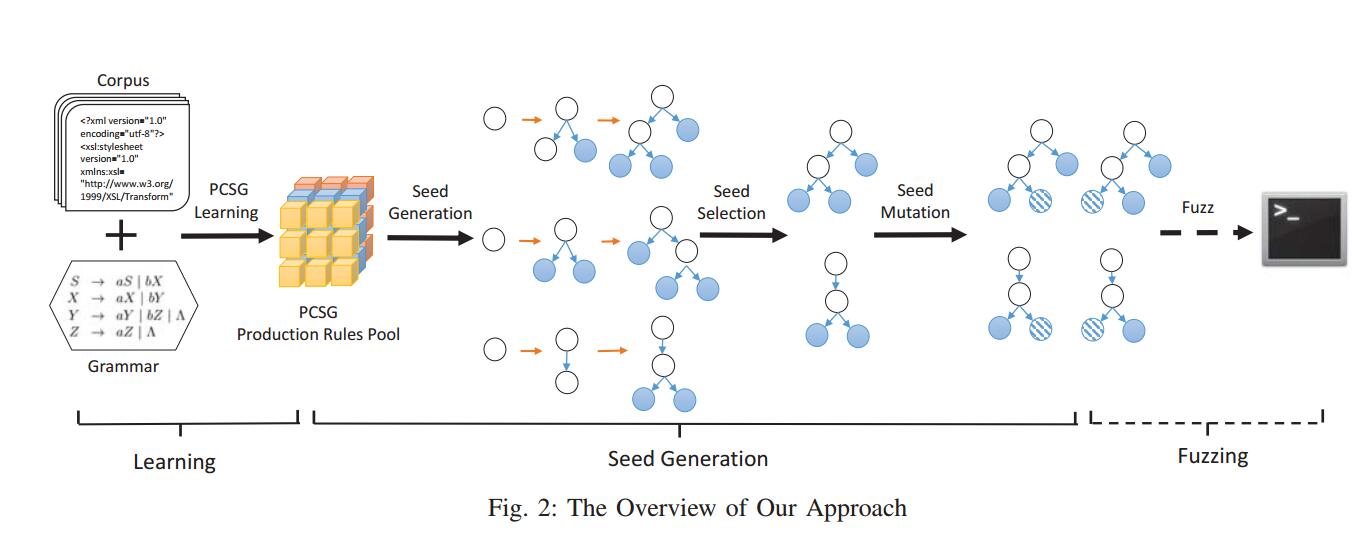 Corpus
<?xml version="1.0"
encoding="utf-8"?>
<xsl:stylesheet
version="1.0"
xmlns:xsl=
"http://www.w3.org/
1999/XSL/Transform"
S → aS | bX
X → aX | bY
Y → aY | bZ | Λ
Z → aZ | Λ
Grammar
PCSG
Learning
PCSG
Production Rules Pool
Seed
Generation
Seed
Selection
Seed
Mutation
Fuzz
>_
Learning
Seed Generation
Fuzzing
Fig. 2: The Overview of Our Approach